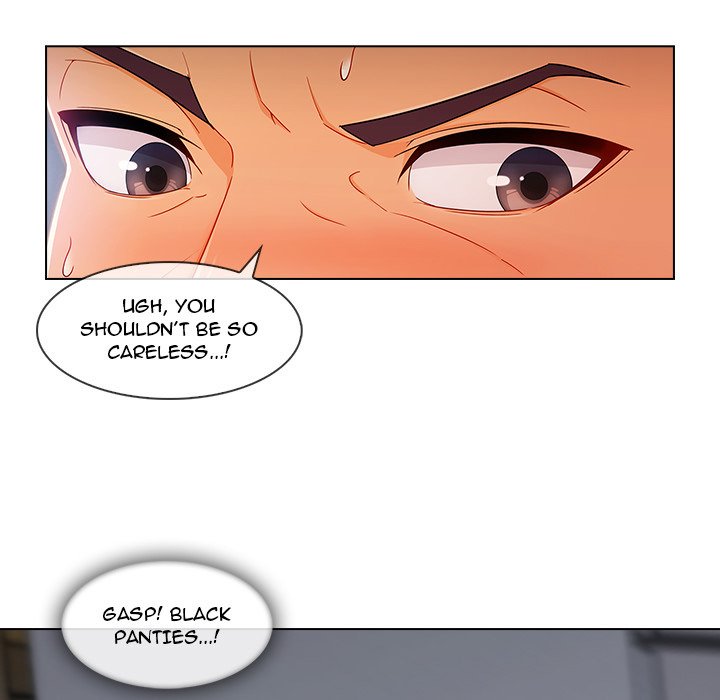 UGH, YOU
SHOULDN'T BE SO
CARELESS...!
GASP! BLACK
PANTIES...!